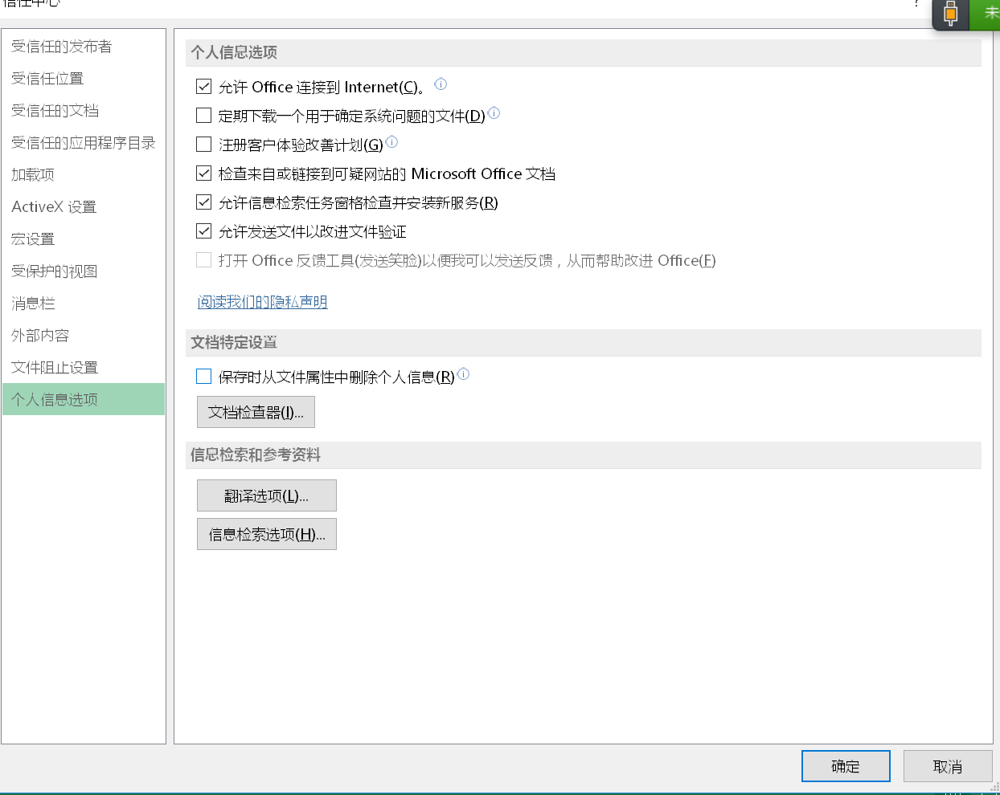 信任中心
?
未
受信任的发布者
受信任位置
受信任的文档
受信任的应用程序目录
加载项
ActiveX 设置
宏设置
受保护的视图
消息栏
外部内容
文件阻止设置
个人信息选项
个人信息选项
允许 Office 连接到 Internet(C)。
定期下载一个用于确定系统问题的文件(D)
注册客户体验改善计划(G)
检查来自或链接到可疑网站的 Microsoft Office 文档
允许信息检索任务窗格检查并安装新服务(R)
允许发送文件以改进文件验证
打开 Office 反馈工具(发送笑脸)以便我可以发送反馈，从而帮助改进 Office(F)
阅读我们的隐私声明
文档特定设置
保存时从文件属性中删除个人信息(R)
文档检查器(I)...
信息检索和参考资料
翻译选项(L)...
信息检索选项(H)...
确定
取消